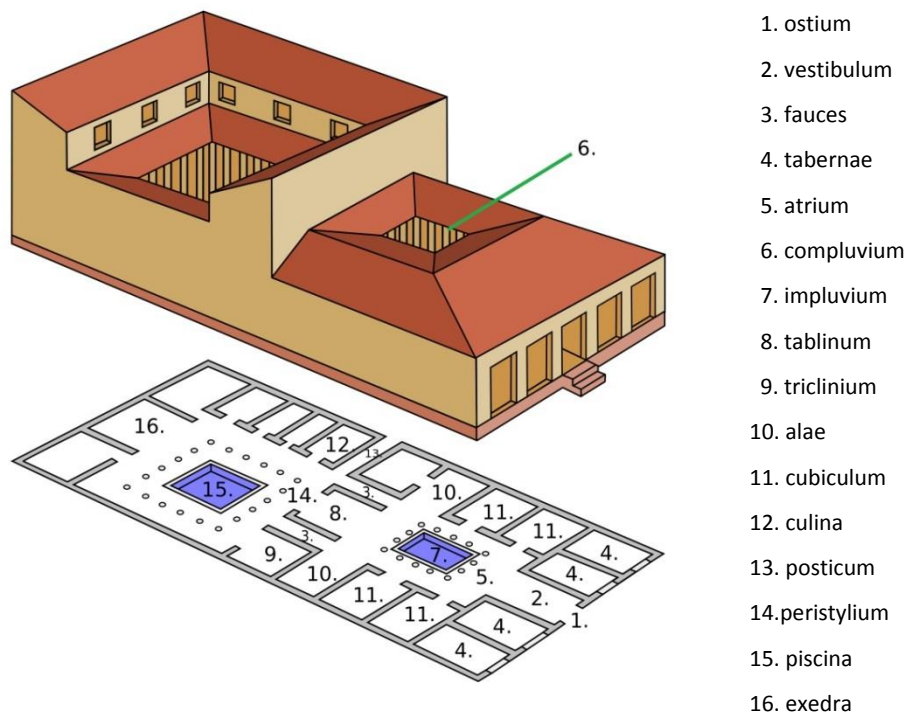 1. ostium
2. vestibulum
3. fauces
4. tabernae
5. atrium
6. compluvium
7. impluvium
8. tablinum
9. triclinium
10. alae
11. cubiculum
12. culina
13. posticum
14.peristylium
15. piscina
16. exedra
6.
16.
12.
13.
15.
14.
3.
10.
8.
11.
3.
11.
9.
7.
4.
10.
5.
4.
11.
2.
11.
4.
1.
4.